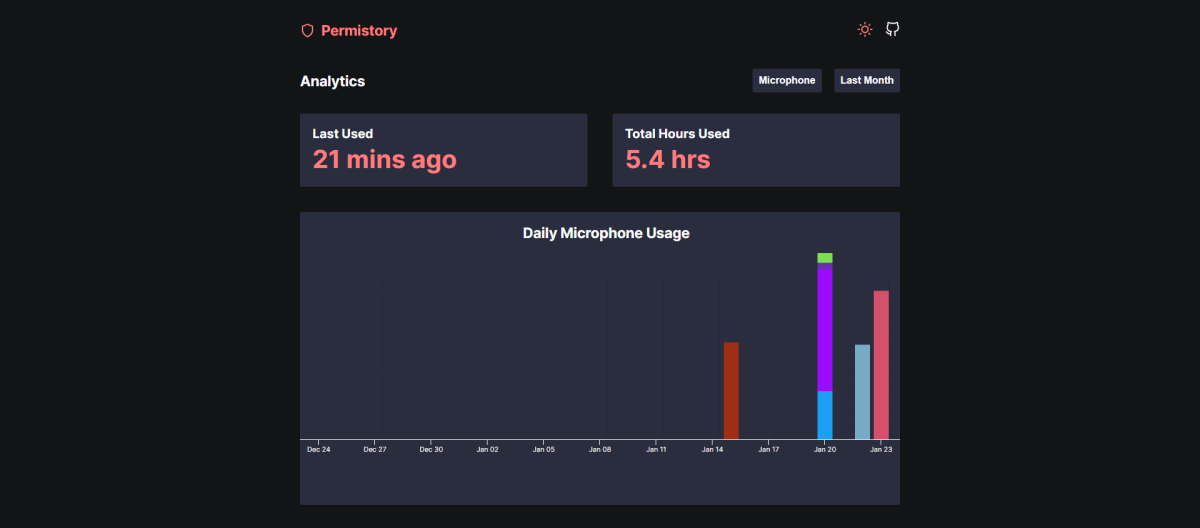 Permistory
Analytics
Microphone
Last Month
Last Used
21 mins ago
Total Hours Used
5.4 hrs
Daily Microphone Usage
Dec 24 Dec 27 Dec 30 Jan 02 Jan 05 Jan 08 Jan 11 Jan 14 Jan 17 Jan 20 Jan 23